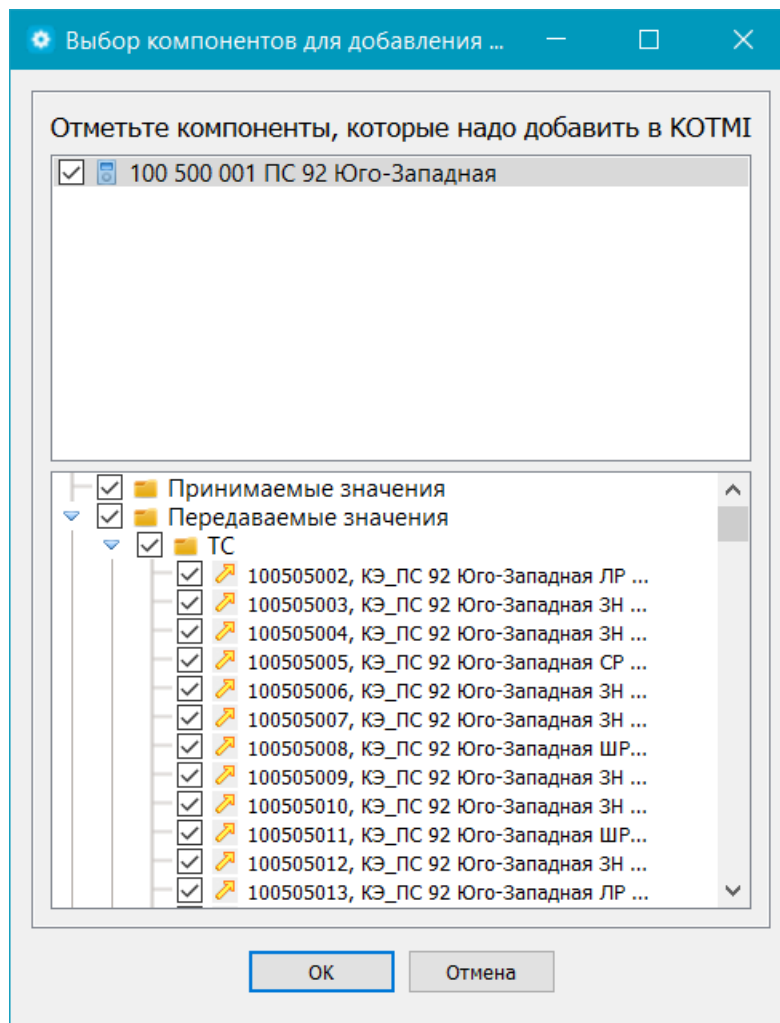 Выбор компонентов для добавления ...
Отметьте компоненты, которые надо добавить в KOTMI
100 500 001 ПС 92 Юго-Западная
Принимаемые значения
Передаваемые значения
ТС
100505002, КЭ_ПС 92 Юго-Западная ЛР ...
100505003, КЭ_ПС 92 Юго-Западная ЗН ...
100505004, КЭ_ПС 92 Юго-Западная ЗН ...
100505005, КЭ_ПС 92 Юго-Западная СР ...
100505006, КЭ_ПС 92 Юго-Западная ЗН ...
100505007, КЭ_ПС 92 Юго-Западная ЗН ...
100505008, КЭ_ПС 92 Юго-Западная ШР...
100505009, КЭ_ПС 92 Юго-Западная ЗН ...
100505010, КЭ_ПС 92 Юго-Западная ЗН ...
100505011, КЭ_ПС 92 Юго-Западная ШР...
100505012, КЭ_ПС 92 Юго-Западная ЗН ...
100505013, КЭ_ПС 92 Юго-Западная ЛР ...
ОК Отмена